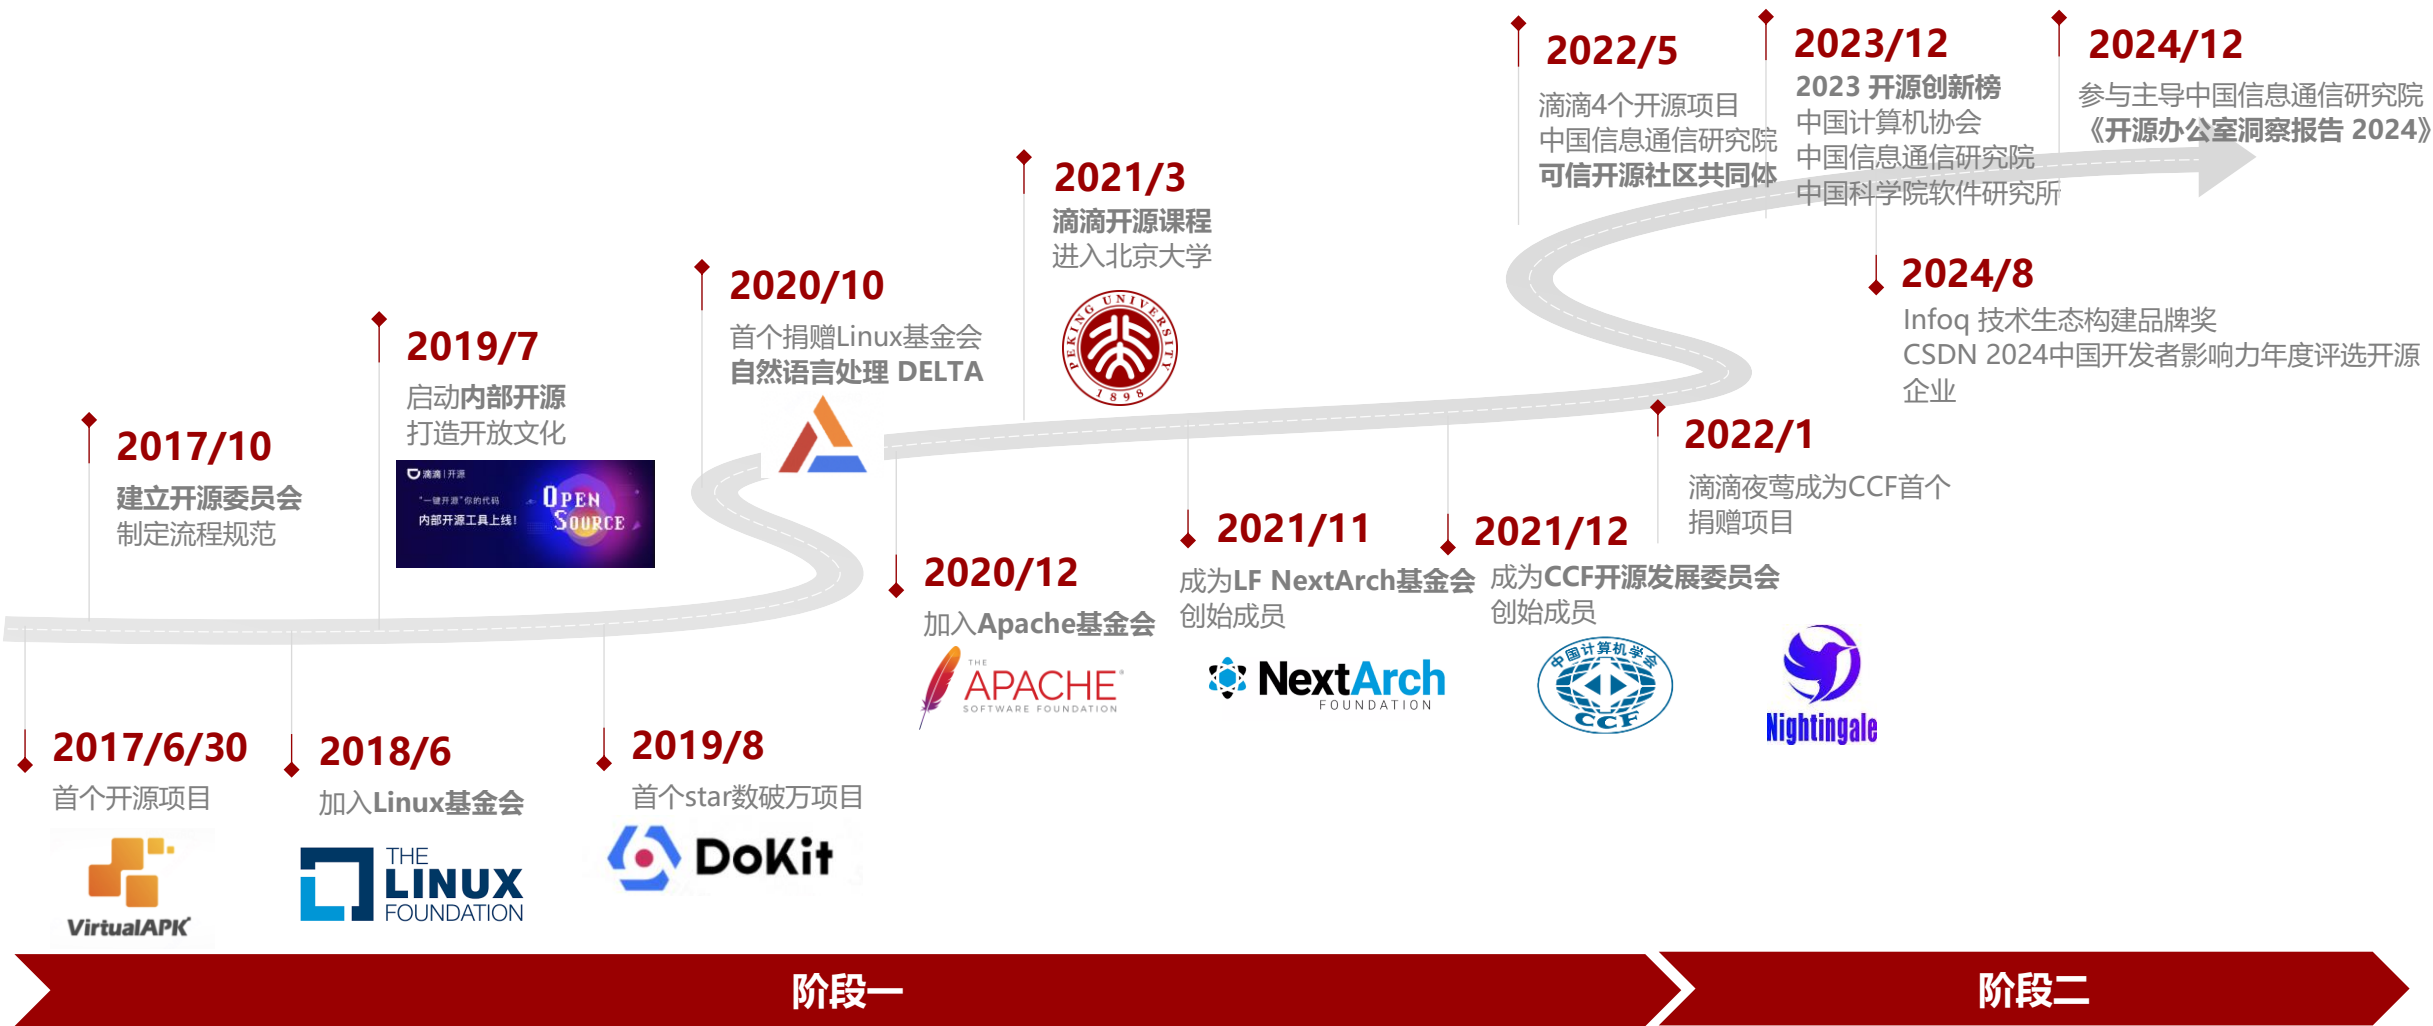 2017/6/30
首个开源项目
VirtualAPK
2017/10
建立开源委员会
制定流程规范
2018/6
加入Linux基金会
THE
LINUX
FOUNDATION
2019/7
启动内部开源
打造开放文化
滴滴|开源
“一键开源”你的代码
内部开源工具上线!
OPEN
SOURCE
2019/8
首个star数破万项目
DoKit
2020/10
首个捐赠Linux基金会
自然语言处理 DELTA
2020/12
加入Apache基金会
THE
APACHE®
SOFTWARE FOUNDATION
2021/3
滴滴开源课程
进入北京大学
PEKING UNIVERSITY
1898
2021/11
成为LF NextArch基金会
创始成员
NextArch
FOUNDATION
2021/12
成为CCF开源发展委员会
创始成员
中国计算机学会
CCF
2022/1
滴滴夜莺成为CCF首个
捐赠项目
Nightingale
2022/5
滴滴4个开源项目
中国信息通信研究院
可信开源社区共同体
2023/12
2023 开源创新榜
中国计算机协会
中国信息通信研究院
中国科学院软件研究所
2024/8
Infoq 技术生态构建品牌奖
CSDN 2024中国开发者影响力年度评选开源
企业
2024/12
参与主导中国信息通信研究院
《开源办公室洞察报告 2024》
阶段一
阶段二